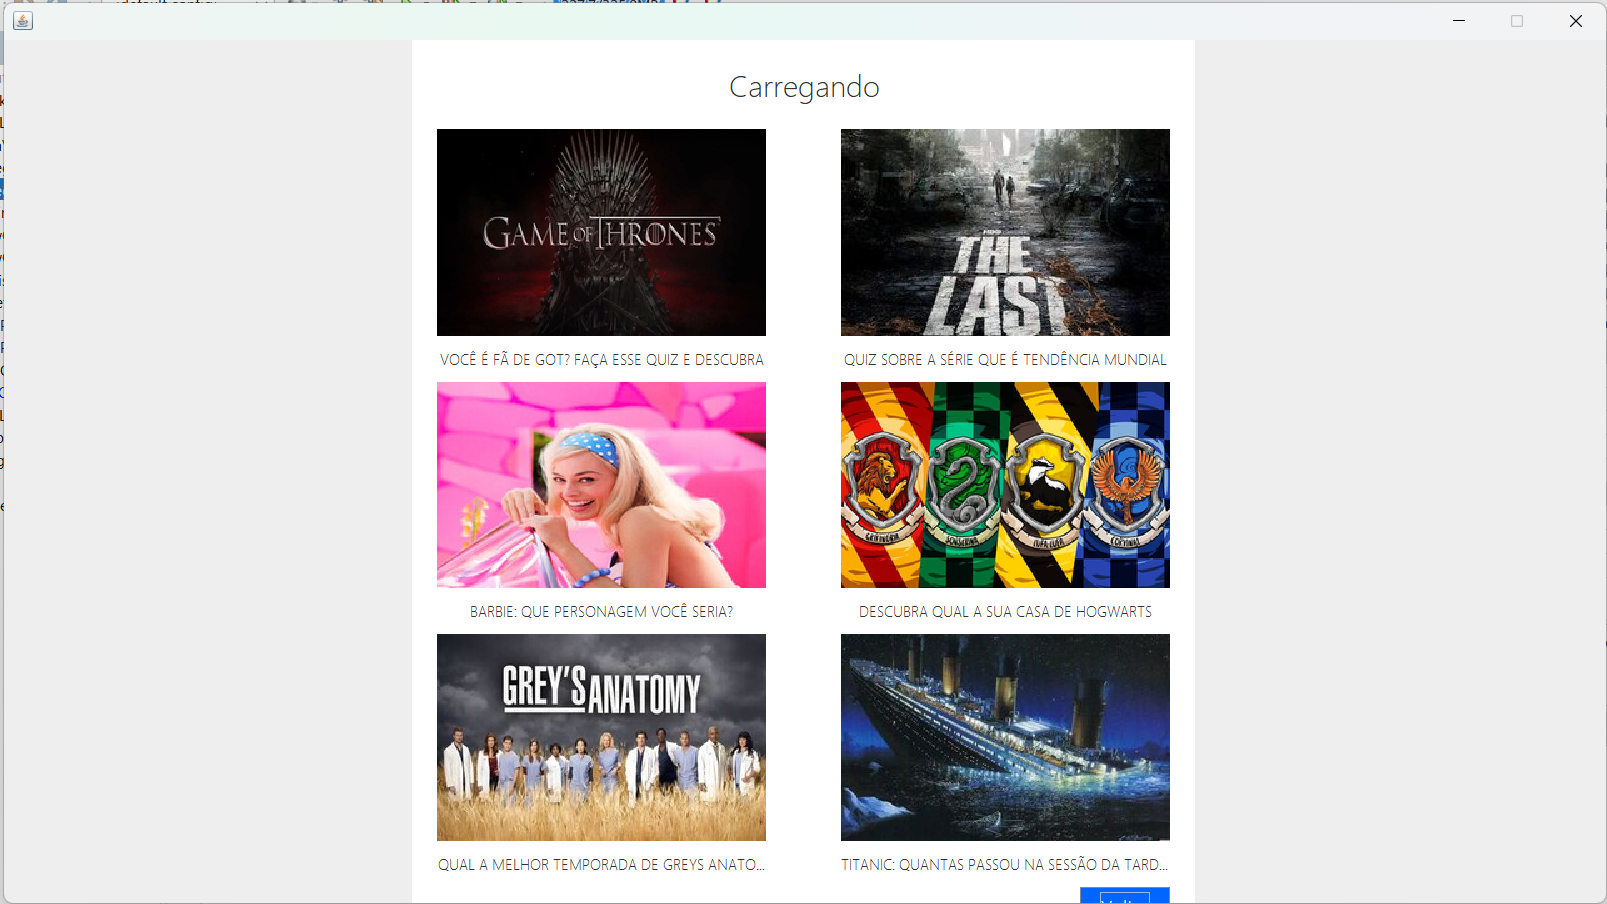 Carregando
GAME OF THRONES
THE
LAST
VOCÊ É FÃ DE GOT? FAÇA ESSE QUIZ E DESCUBRA
QUIZ SOBRE A SÉRIE QUE É TENDÊNCIA MUNDIAL
BARBIE: QUE PERSONAGEM VOCÊ SERIA?
DESCUBRA QUAL A SUA CASA DE HOGWARTS
GREY'S ANATOMY
QUAL A MELHOR TEMPORADA DE GREYS ANATO...
TITANIC: QUANTAS PASSOU NA SESSÃO DA TARD...